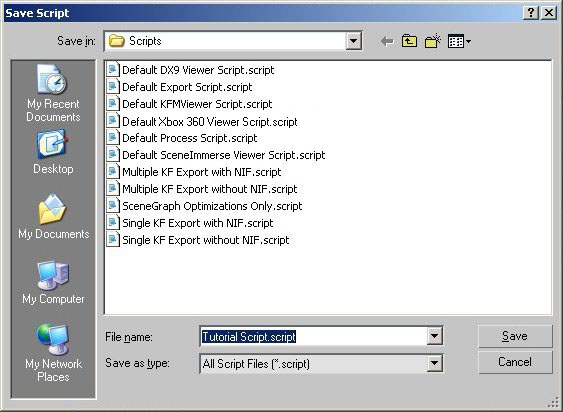 Save Script
Save in:
Scripts
My Recent
Documents
Desktop
My Documents
My Computer
My Network
Places
Default DX9 Viewer Script.script
Default Export Script.script
Default KFMViewer Script.script
Default Xbox 360 Viewer Script.script
Default Process Script.script
Default SceneImmerse Viewer Script.script
Multiple KF Export with NIF.script
Multiple KF Export without NIF.script
SceneGraph Optimizations Only.script
Single KF Export with NIF.script
Single KF Export without NIF.script
File name:
Tutorial Script.script
Save
Save as type:
All Script Files (*.script)
Cancel